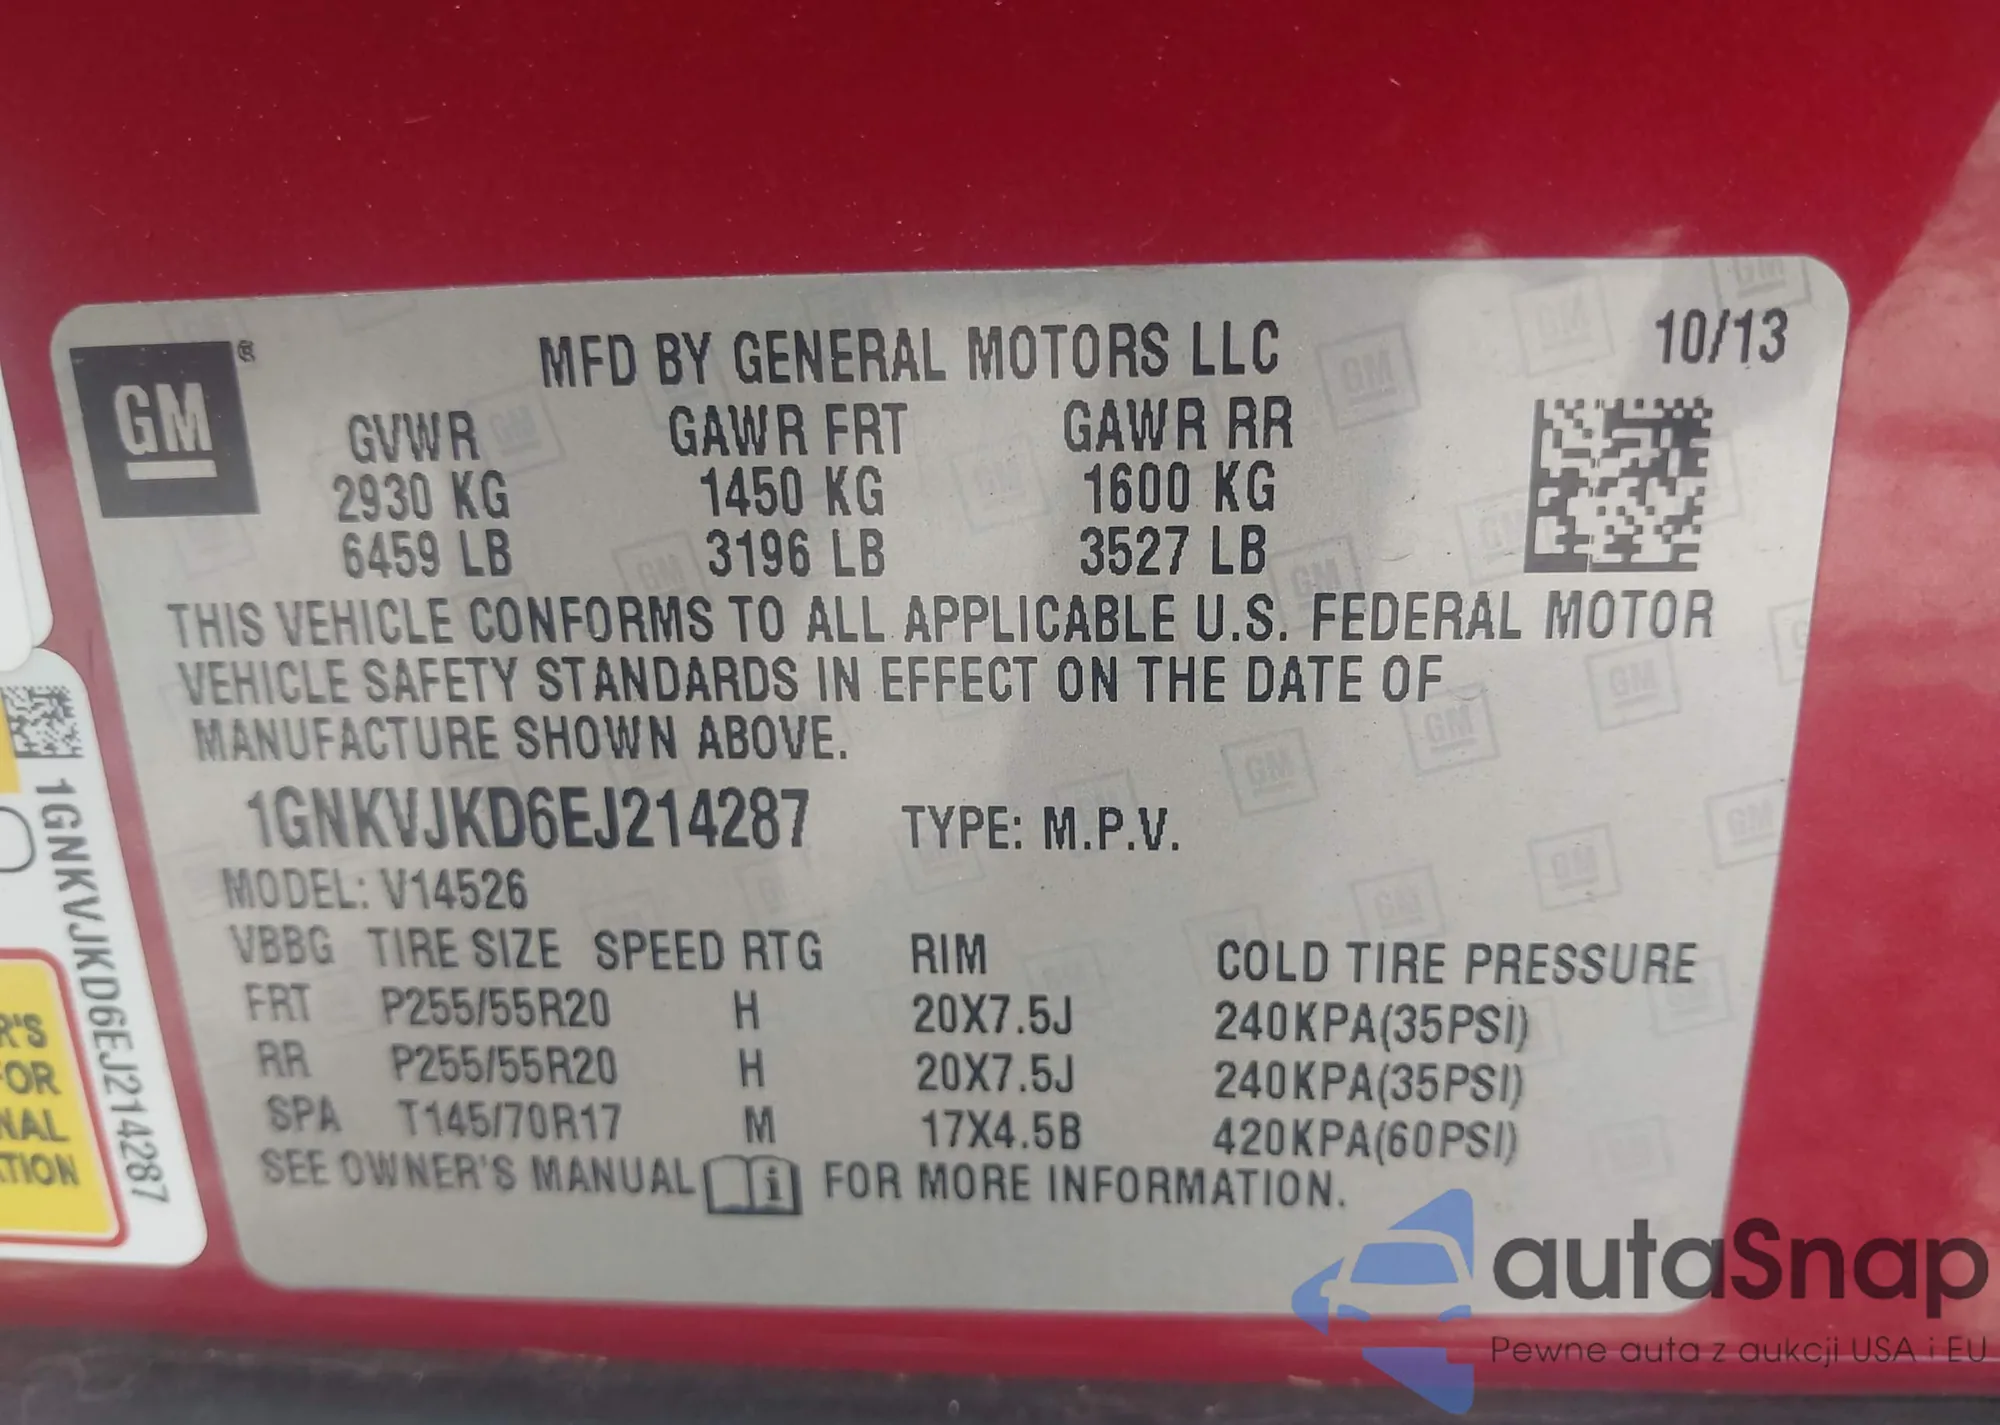 MFD BY GENERAL MOTORS LLC 10/13
GM ®
GVWR GAWR FRT GAWR RR
2930 KG 1450 KG 1600 KG
6459 LB 3196 LB 3527 LB
THIS VEHICLE CONFORMS TO ALL APPLICABLE U.S. FEDERAL MOTOR
VEHICLE SAFETY STANDARDS IN EFFECT ON THE DATE OF
MANUFACTURE SHOWN ABOVE.
1GNKVJKD6EJ214287 TYPE: M.P.V.
MODEL: V14526
VBBG TIRE SIZE SPEED RTG RIM COLD TIRE PRESSURE
FRT P255/55R20 H 20X7.5J 240KPA(35PSI)
RR P255/55R20 H 20X7.5J 240KPA(35PSI)
SPA T145/70R17 M 17X4.5B 420KPA(60PSI)
SEE OWNER'S MANUAL i FOR MORE INFORMATION.
1GNKVJKD6EJ214287
R'S
FOR
NAL
TION
autaSnap
Pewne auta z aukcji USA i EU